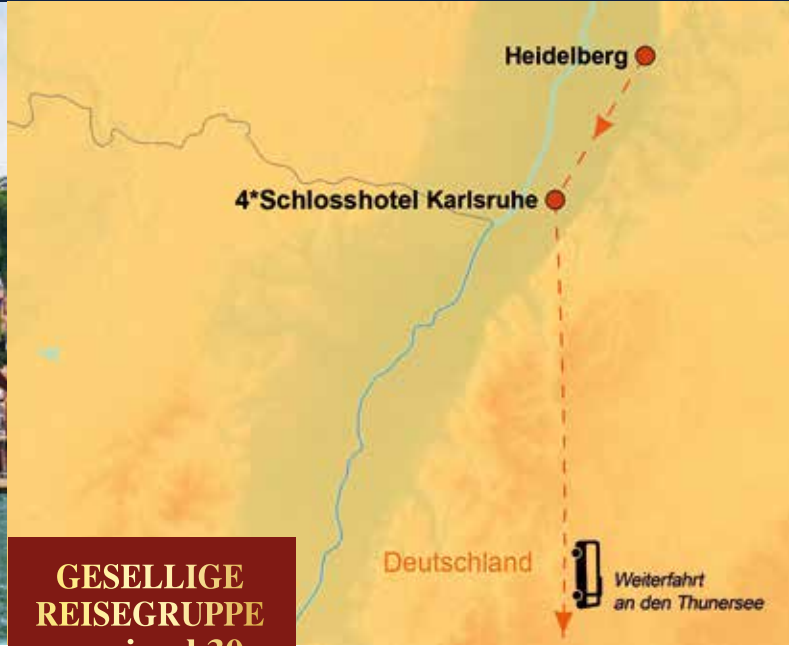 Heidelberg
4*Schlosshotel Karlsruhe
Deutschland
Weiterfahrt
an den Thunersee
GESELLIGE
REISEGRUPPE